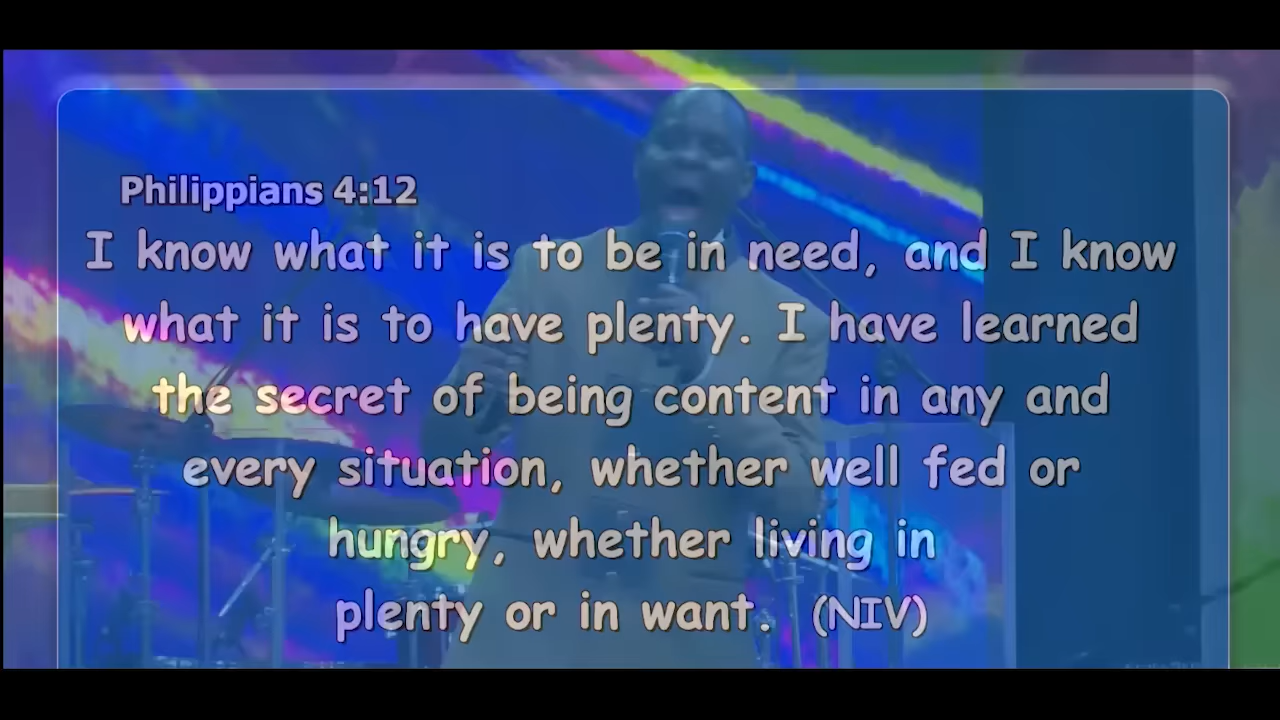 Philippians 4:12
I know what it is to be in need, and I know
what it is to have plenty. I have learned
the secret of being content in any and
every situation, whether well fed or
hungry, whether living in
plenty or in want. (NIV)